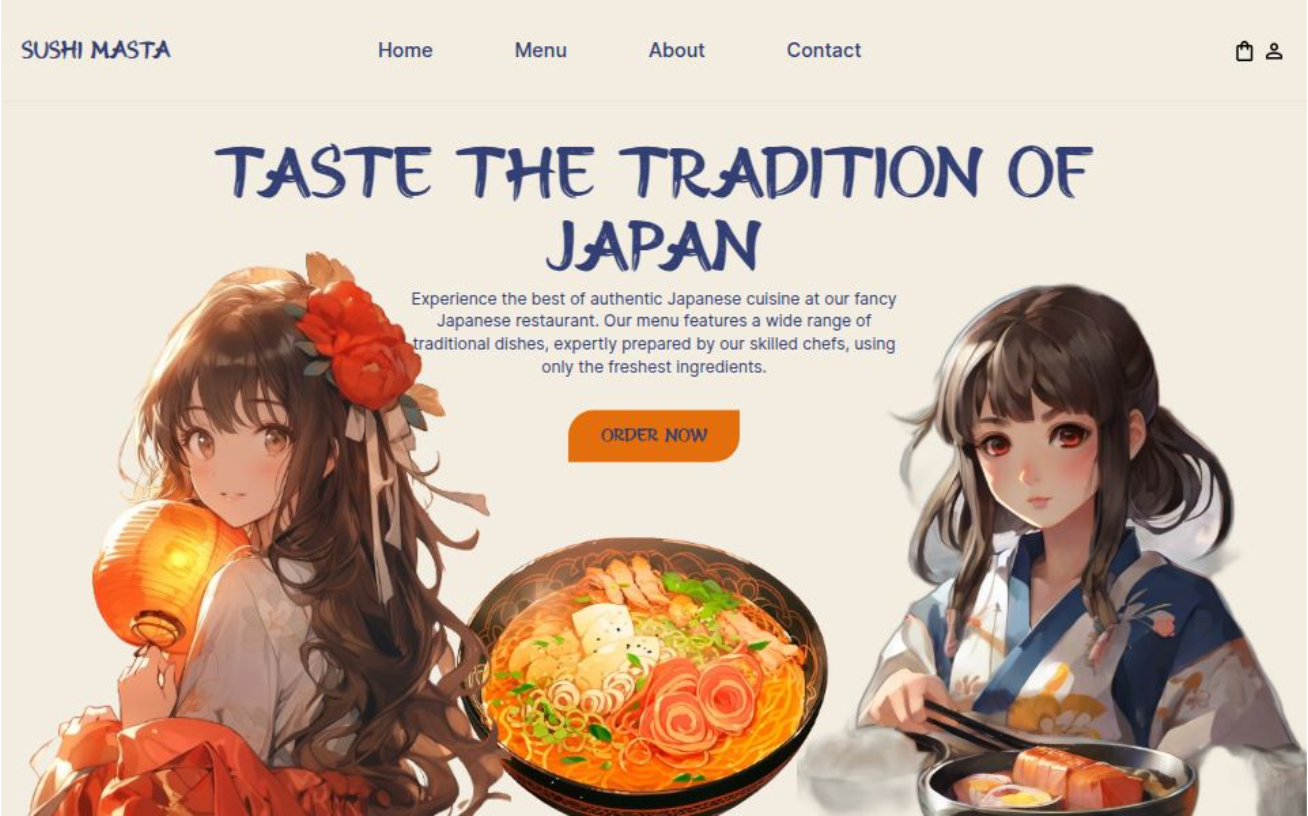 SUSHI MASTA
Home
Menu
About
Contact
TASTE THE TRADITION OF
JAPAN
Experience the best of authentic Japanese cuisine at our fancy
Japanese restaurant. Our menu features a wide range of
traditional dishes, expertly prepared by our skilled chefs, using
only the freshest ingredients.
ORDER NOW